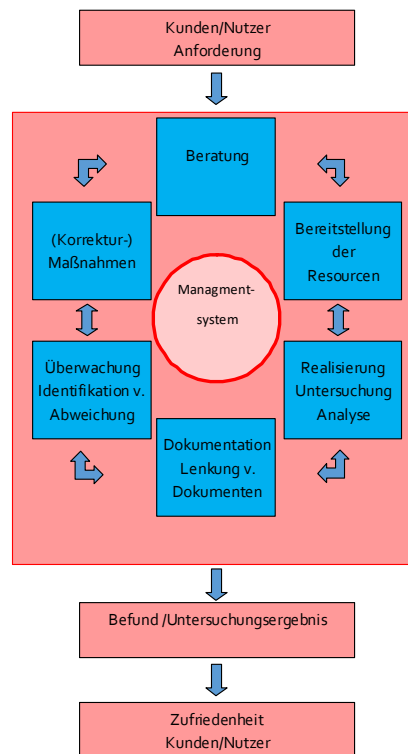 Kunden/Nutzer
Anforderung
Beratung
(Korrektur-)
Maßnahmen
Bereitstellung
der
Resourcen
Managment-
system
Überwachung
Identifikation v.
Abweichung
Realisierung
Untersuchung
Analyse
Dokumentation
Lenkung v.
Dokumenten
Befund /Untersuchungsergebnis
Zufriedenheit
Kunden/Nutzer